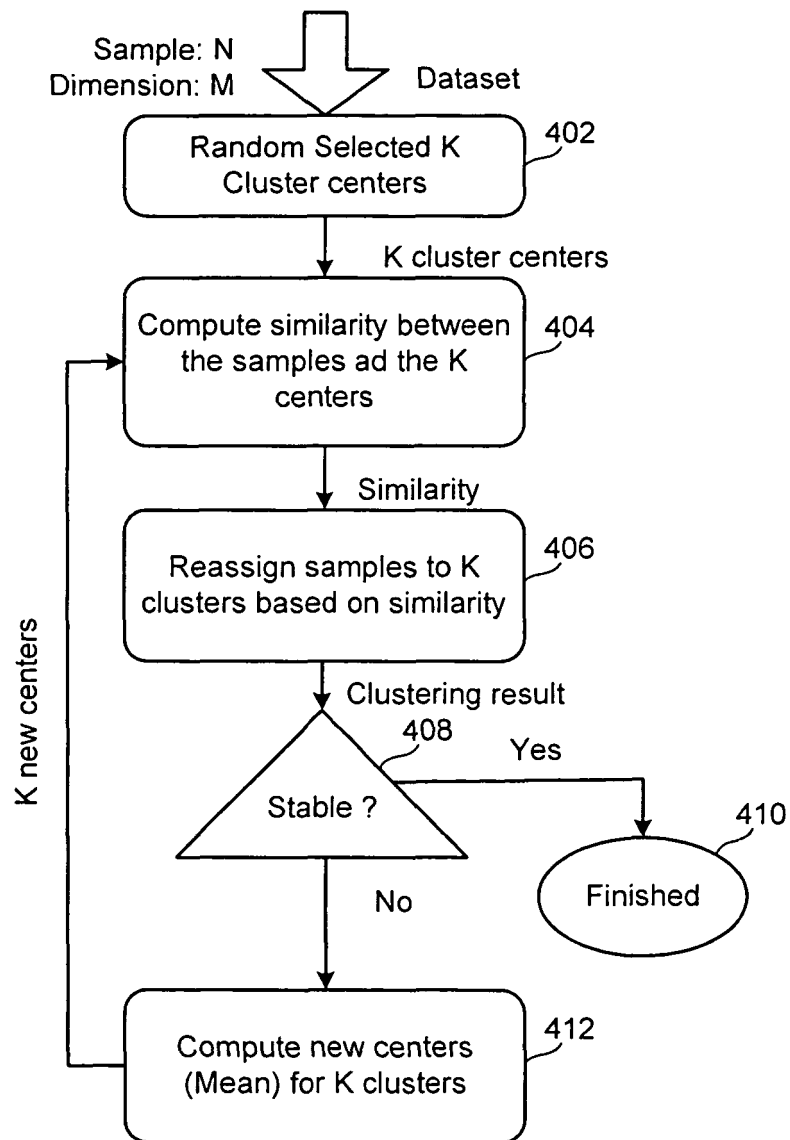 Sample: N
Dimension: M
Dataset
402
Random Selected K
Cluster centers
K cluster centers
404
Compute similarity between
the samples ad the K
centers
Similarity
406
Reassign samples to K
clusters based on similarity
Clustering result
408
Yes
Stable ?
410
Finished
No
K new centers
412
Compute new centers
(Mean) for K clusters